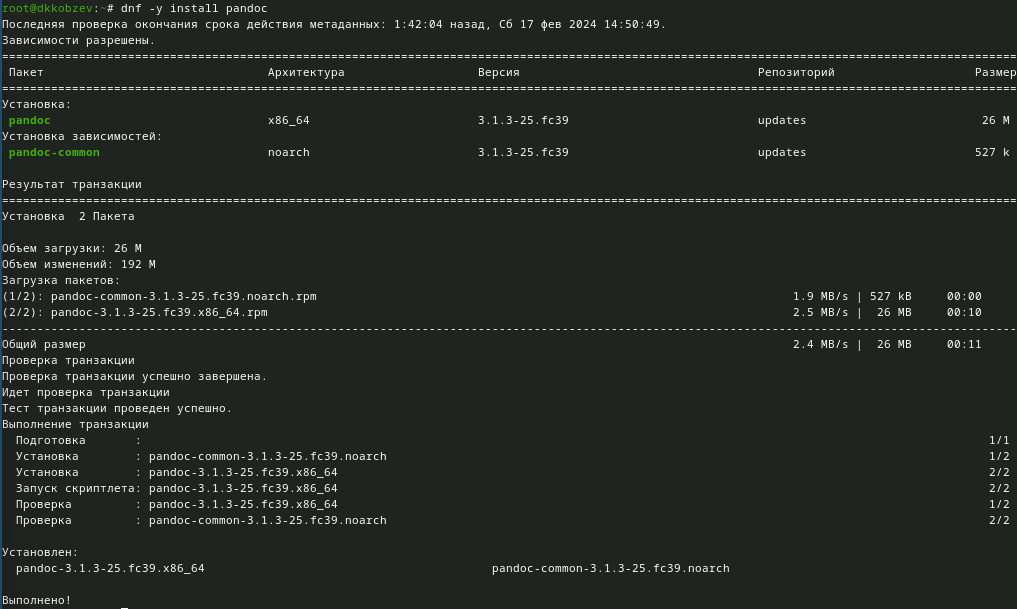 root@dkkobzev:~# dnf -y install pandoc
Последняя проверка окончания срока действия метаданных: 1:42:04 назад, Сб 17 фев 2024 14:50:49.
Зависимости разрешены.
Пакет Архитектура Версия Репозиторий Размер
Установка:
pandoc x86_64 3.1.3-25.fc39 updates 26 M
Установка зависимостей:
pandoc-common noarch 3.1.3-25.fc39 updates 527 k
Результат транзакции
Установка 2 Пакета
Объем загрузки: 26 M
Объем изменений: 192 M
Загрузка пакетов:
(1/2): pandoc-common-3.1.3-25.fc39.noarch.rpm 1.9 MB/s | 527 kB 00:00
(2/2): pandoc-3.1.3-25.fc39.x86_64.rpm 2.5 MB/s | 26 MB 00:10
Общий размер 2.4 MB/s | 26 MB 00:11
Проверка транзакции
Проверка транзакции успешно завершена.
Идет проверка транзакции
Тест транзакции проведен успешно.
Выполнение транзакции
Подготовка : 1/1
Установка : pandoc-common-3.1.3-25.fc39.noarch 1/2
Установка : pandoc-3.1.3-25.fc39.x86_64 2/2
Запуск скриптлета: pandoc-3.1.3-25.fc39.x86_64 2/2
Проверка : pandoc-3.1.3-25.fc39.x86_64 1/2
Проверка : pandoc-common-3.1.3-25.fc39.noarch 2/2
Установлен:
pandoc-3.1.3-25.fc39.x86_64 pandoc-common-3.1.3-25.fc39.noarch
Выполнено!